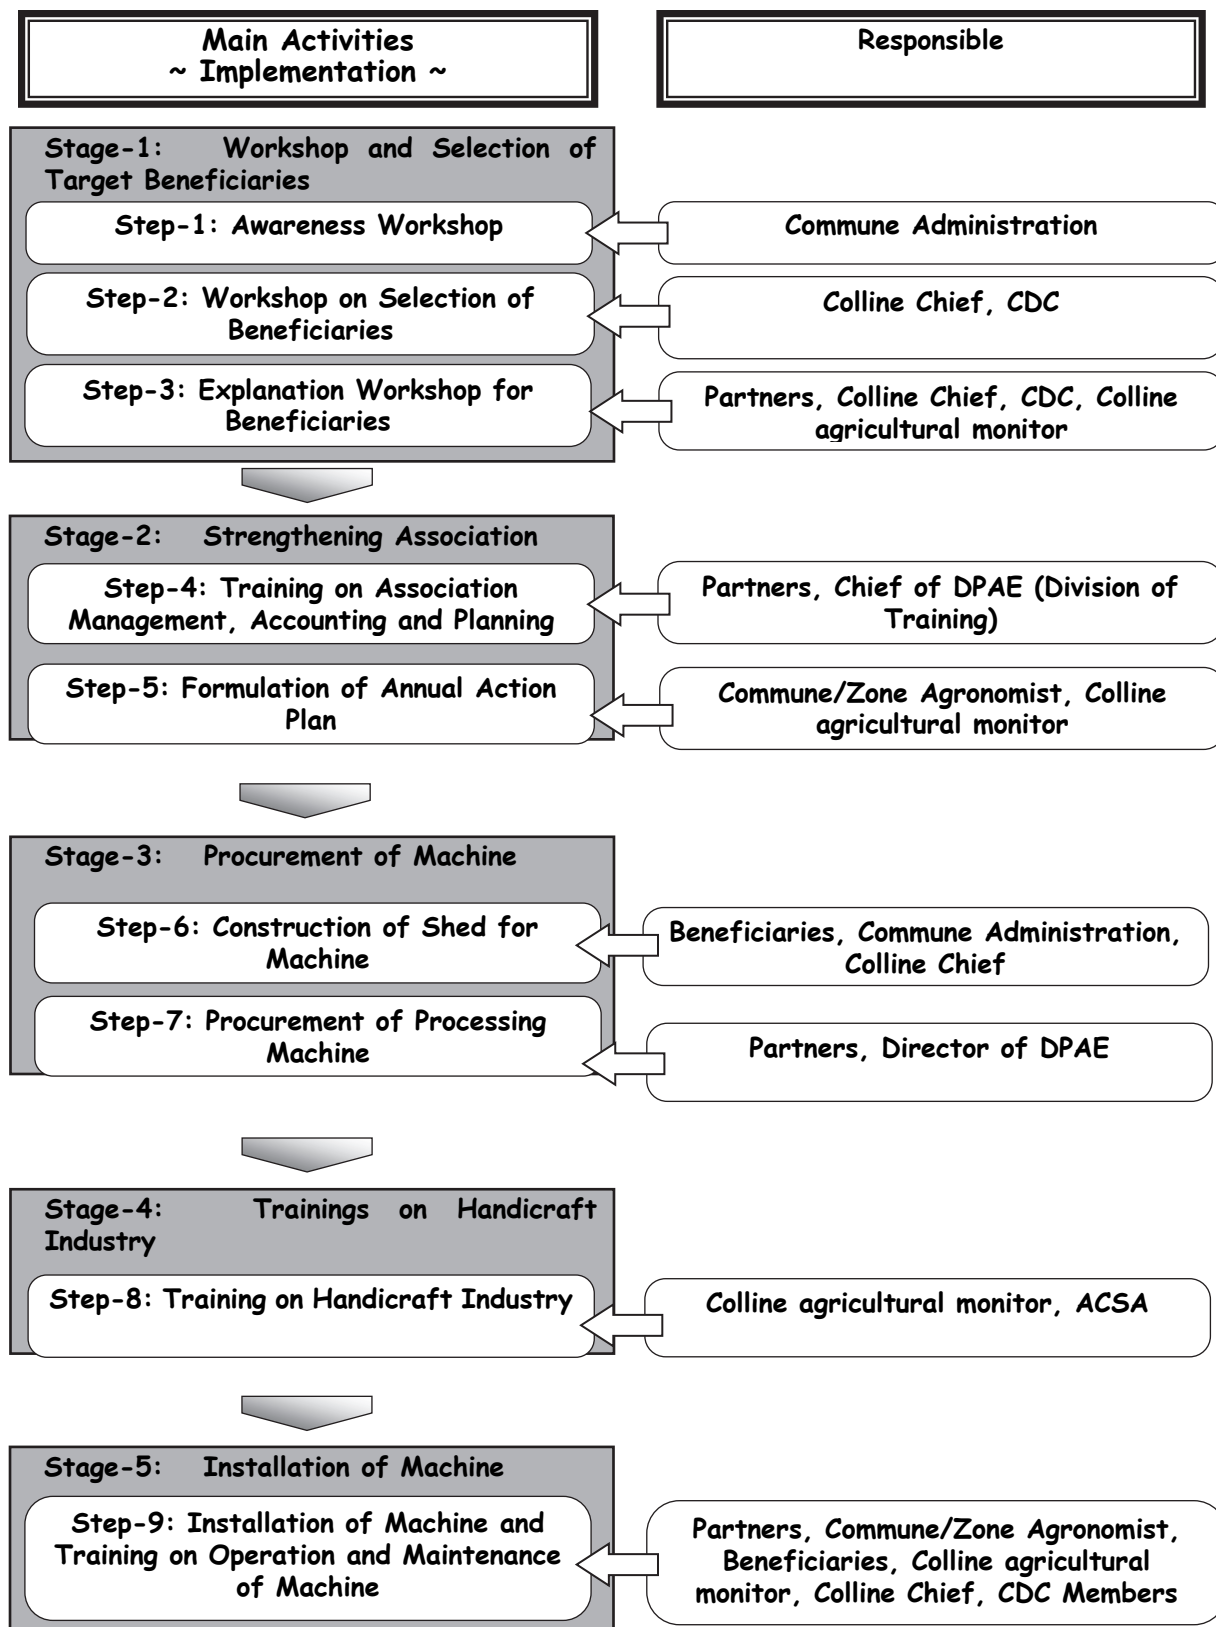 Main Activities
~ Implementation ~
Responsible
Stage-1: Workshop and Selection of
Target Beneficiaries
Step-1: Awareness Workshop
Commune Administration
Step-2: Workshop on Selection of
Beneficiaries
Colline Chief, CDC
Step-3: Explanation Workshop for
Beneficiaries
Partners, Colline Chief, CDC, Colline
agricultural monitor
Stage-2: Strengthening Association
Step-4: Training on Association
Management, Accounting and Planning
Partners, Chief of DPAE (Division of
Training)
Step-5: Formulation of Annual Action
Plan
Commune/Zone Agronomist, Colline
agricultural monitor
Stage-3: Procurement of Machine
Step-6: Construction of Shed for
Machine
Beneficiaries, Commune Administration,
Colline Chief
Step-7: Procurement of Processing
Machine
Partners, Director of DPAE
Stage-4: Trainings on Handicraft
Industry
Step-8: Training on Handicraft Industry
Colline agricultural monitor, ACSA
Stage-5: Installation of Machine
Step-9: Installation of Machine and
Training on Operation and Maintenance
of Machine
Partners, Commune/Zone Agronomist,
Beneficiaries, Colline agricultural
monitor, Colline Chief, CDC Members